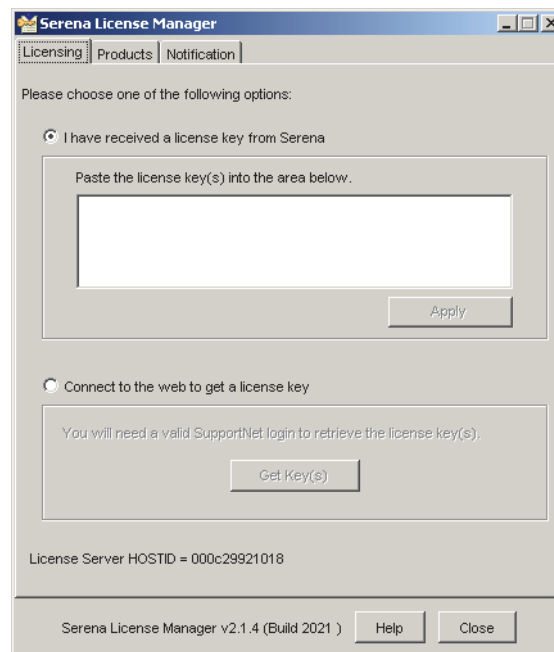 Serena License Manager
Licensing Products Notification
Please choose one of the following options:
I have received a license key from Serena
Paste the license key(s) into the area below.
Apply
Connect to the web to get a license key
You will need a valid SupportNet login to retrieve the license key(s).
Get Key(s)
License Server HOSTID = 000c29921018
Serena License Manager v2.1.4 (Build 2021 ) Help Close